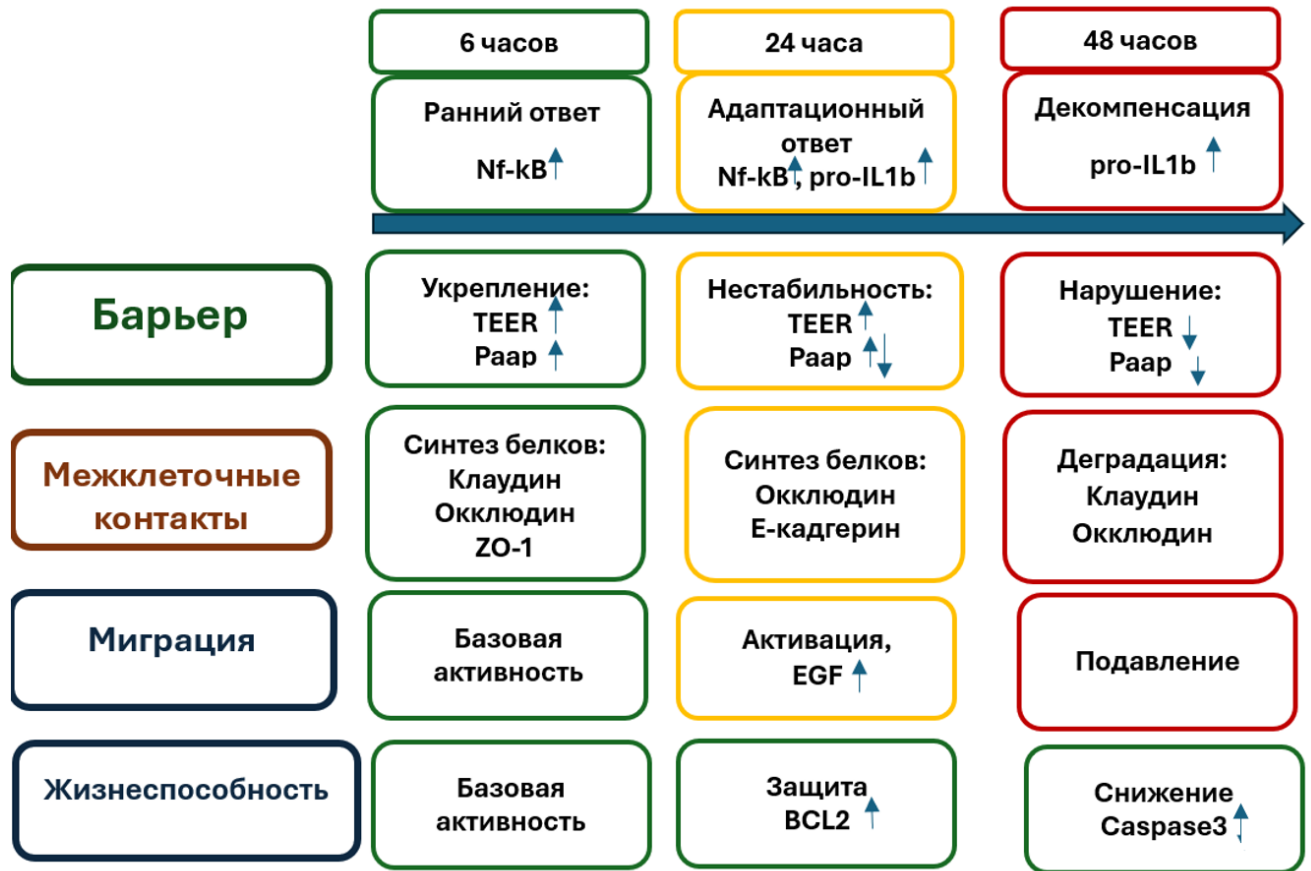 6 часов
24 часа
48 часов
Ранний ответ
Nf-kB
Адаптационный
ответ
Nf-kB, pro-IL1b
Декомпенсация
pro-IL1b
Барьер
Укрепление:
TEER
Paap
Нестабильность:
TEER
Paap
Нарушение:
TEER
Paap
Межклеточные
контакты
Синтез белков:
Клаудин
Окклюдин
ZO-1
Синтез белков:
Окклюдин
Е-кадгерин
Деградация:
Клаудин
Окклюдин
Миграция
Базовая
активность
Активация,
EGF
Подавление
Жизнеспособность
Базовая
активность
Защита
BCL2
Снижение
Caspase3